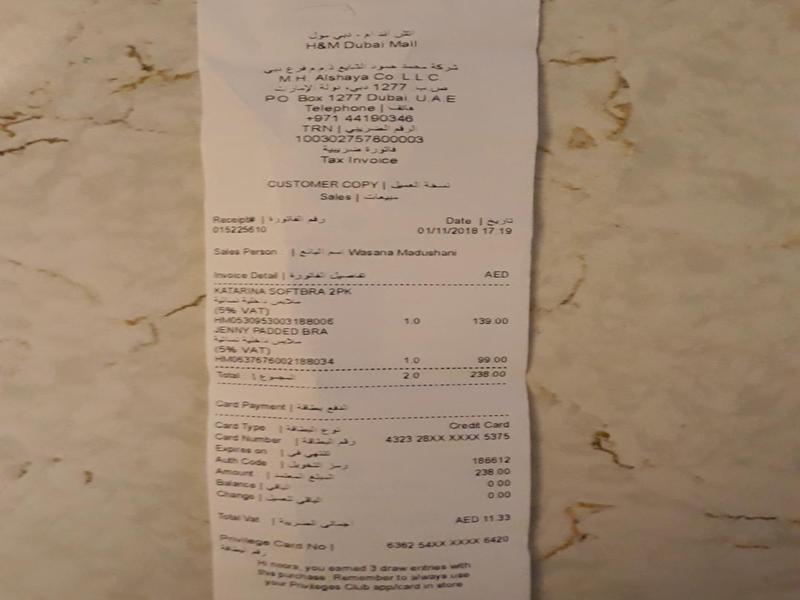 اتش اند ام - دبي مول
H&M Dubai Mall
شركة محمد حمود الشايع ذ.م.م فرع دبي
M.H. Alshaya Co. L.L.C.
ص.ب. 1277 دبي، دولة الإمارات
P.O. Box 1277 Dubai, U.A.E
Telephone | هاتف
+971 44190346
TRN | الرقم الضريبي
100302757800003
فاتورة ضريبية
Tax Invoice
CUSTOMER COPY | نسخة العميل
Sales | مبيعات
Receipt# | رقم الفاتورة Date | تاريخ
015225610 01/11/2018 17:19
Sales Person | اسم البائع Wasana Madushani
Invoice Detail | تفاصيل الفاتورة AED
KATARINA SOFTBRA 2PK
ملابس داخلية نسائية
(5% VAT)
HM0530953003188006 1.0 139.00
JENNY PADDED BRA
ملابس داخلية نسائية
(5% VAT)
HM0637676002188034 1.0 99.00
Total | المجموع 2.0 238.00
Card Payment | الدفع بطاقة
Card Type | نوع البطاقة Credit Card
Card Number | رقم البطاقة 4323 28XX XXXX 5375
Expires on | تنتهي في
Auth Code | رمز التخويل 186612
Amount | المبلغ المعتمد 238.00
Balance | الباقي 0.00
Change | الباقي للعميل 0.00
Total Vat | اجمالي الضريبة AED 11.33
Privilege Card No | 6362 54XX XXXX 6420
رقم البطاقة
Hi noora, you earned 3 draw entries with
this purchase. Remember to always use
your Privileges Club app/card in store